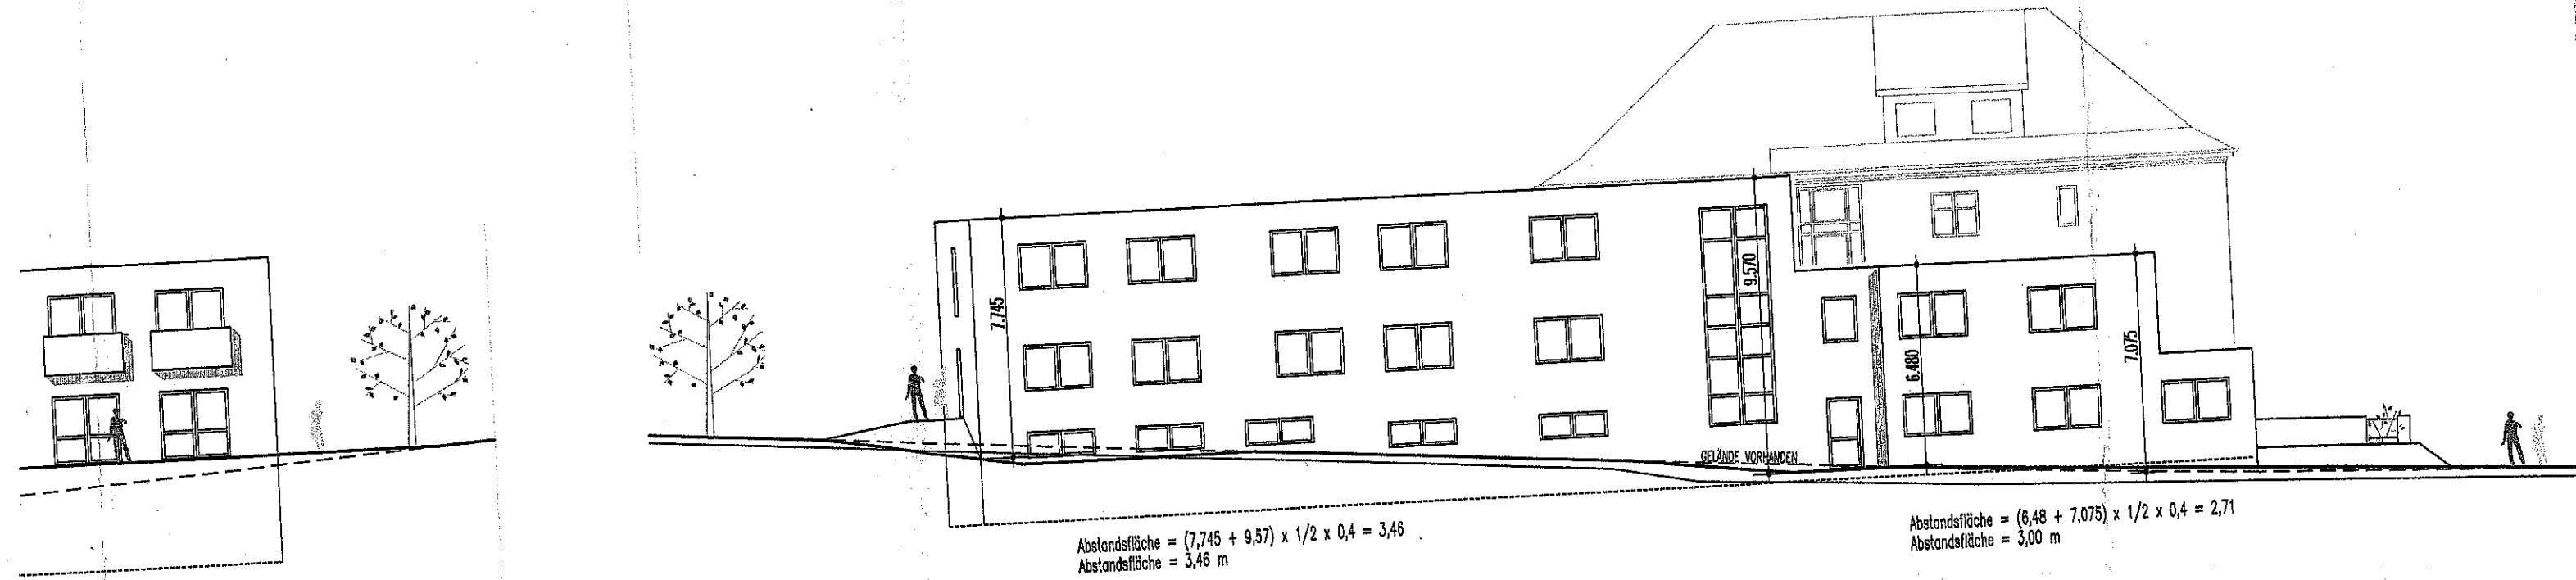 7.745
9.570
6.480
7.075
GELÄNDE VORHANDEN
Abstandsfläche = (7,745 + 9,57) x 1/2 x 0,4 = 3,46
Abstandsfläche = 3,46 m
Abstandsfläche = (6,48 + 7,075) x 1/2 x 0,4 = 2,71
Abstandsfläche = 3,00 m